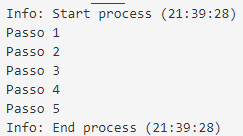 Info: Start process (21:39:28)
Passo 1
Passo 2
Passo 3
Passo 4
Passo 5
Info: End process (21:39:28)